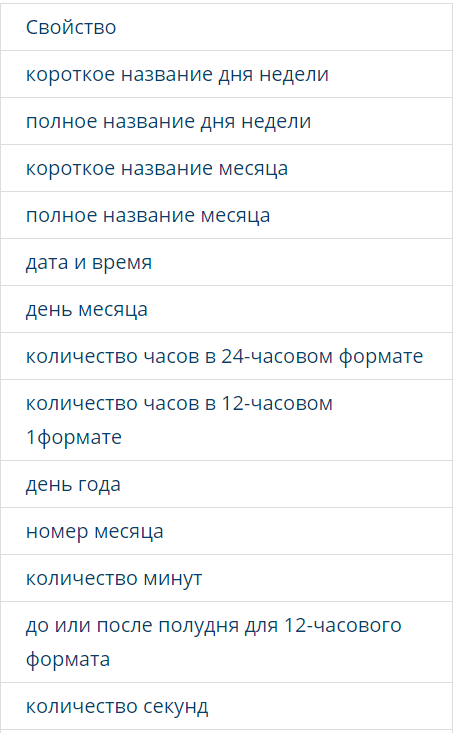 Свойство
короткое название дня недели
полное название дня недели
короткое название месяца
полное название месяца
дата и время
день месяца
количество часов в 24-часовом формате
количество часов в 12-часовом
1формате
день года
номер месяца
количество минут
до или после полудня для 12-часового
формата
количество секунд